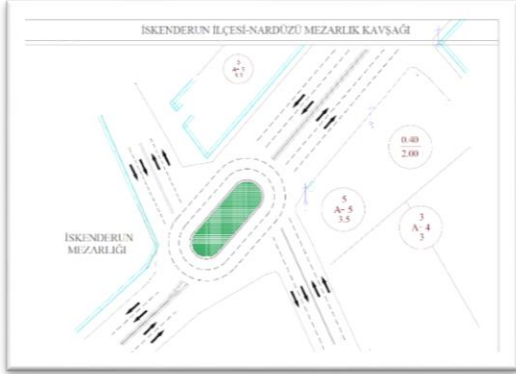 İSKENDERUN İLÇESİ-NARDÜZÜ MEZARLIK KAVŞAĞI
0.40
2.00
5
A- 5
3.5
3
A- 4
3
İSKENDERUN
MEZARLIĞI